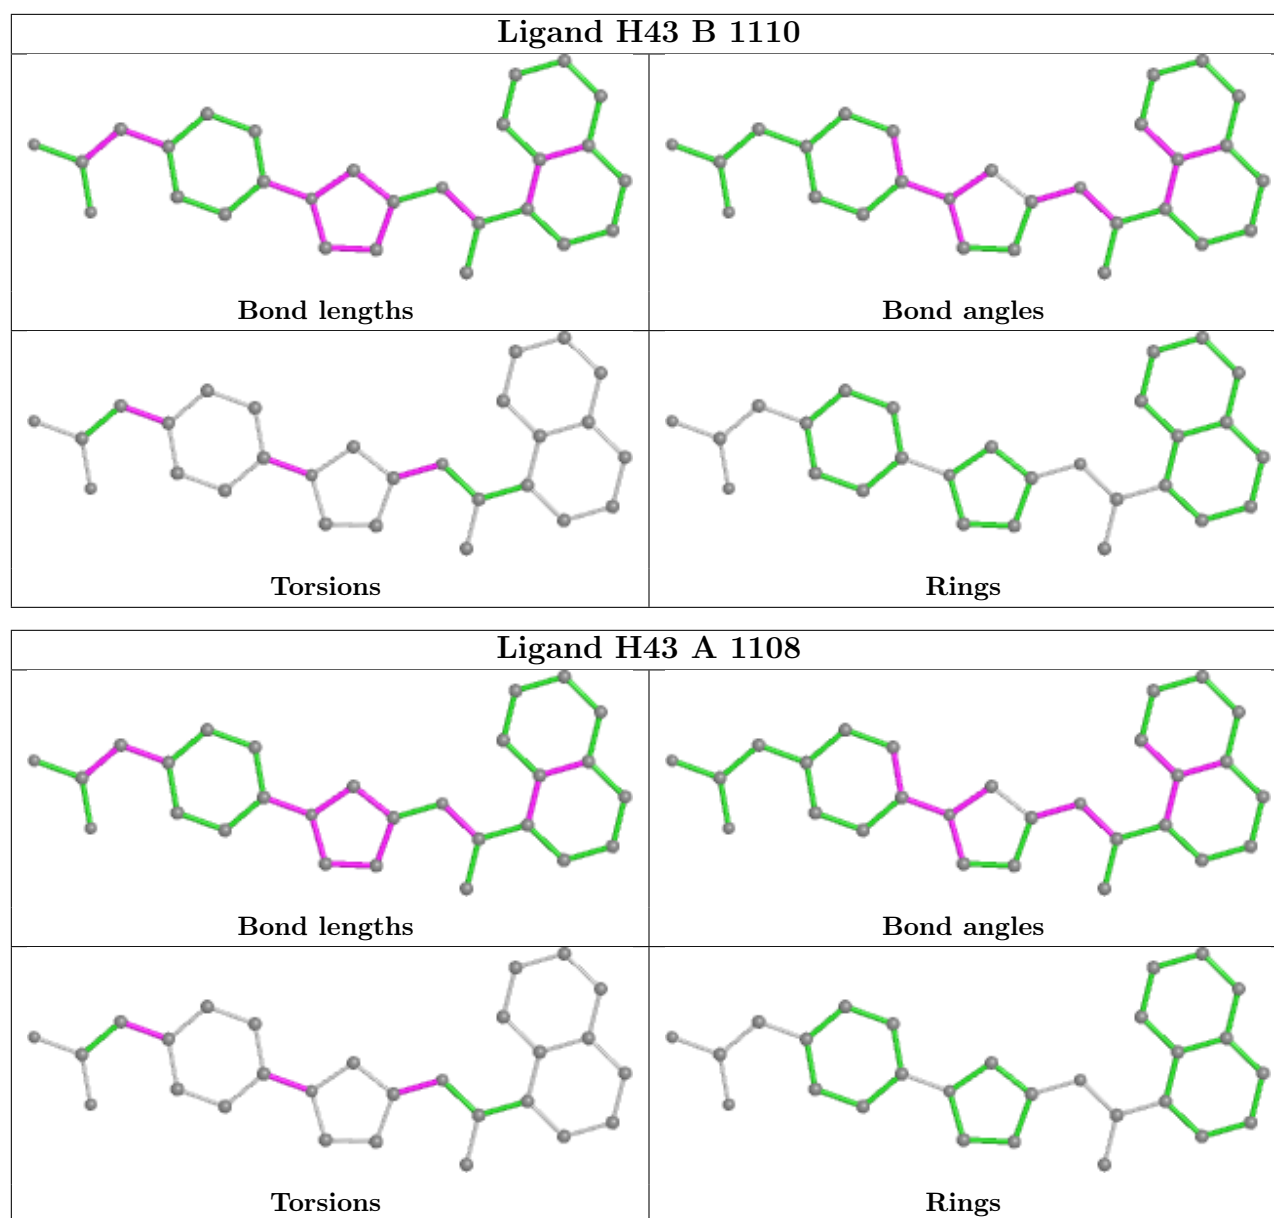 Ligand H43 B 1110
Bond lengths
Bond angles
Torsions
Rings
Ligand H43 A 1108
Bond lengths
Bond angles
Torsions
Rings